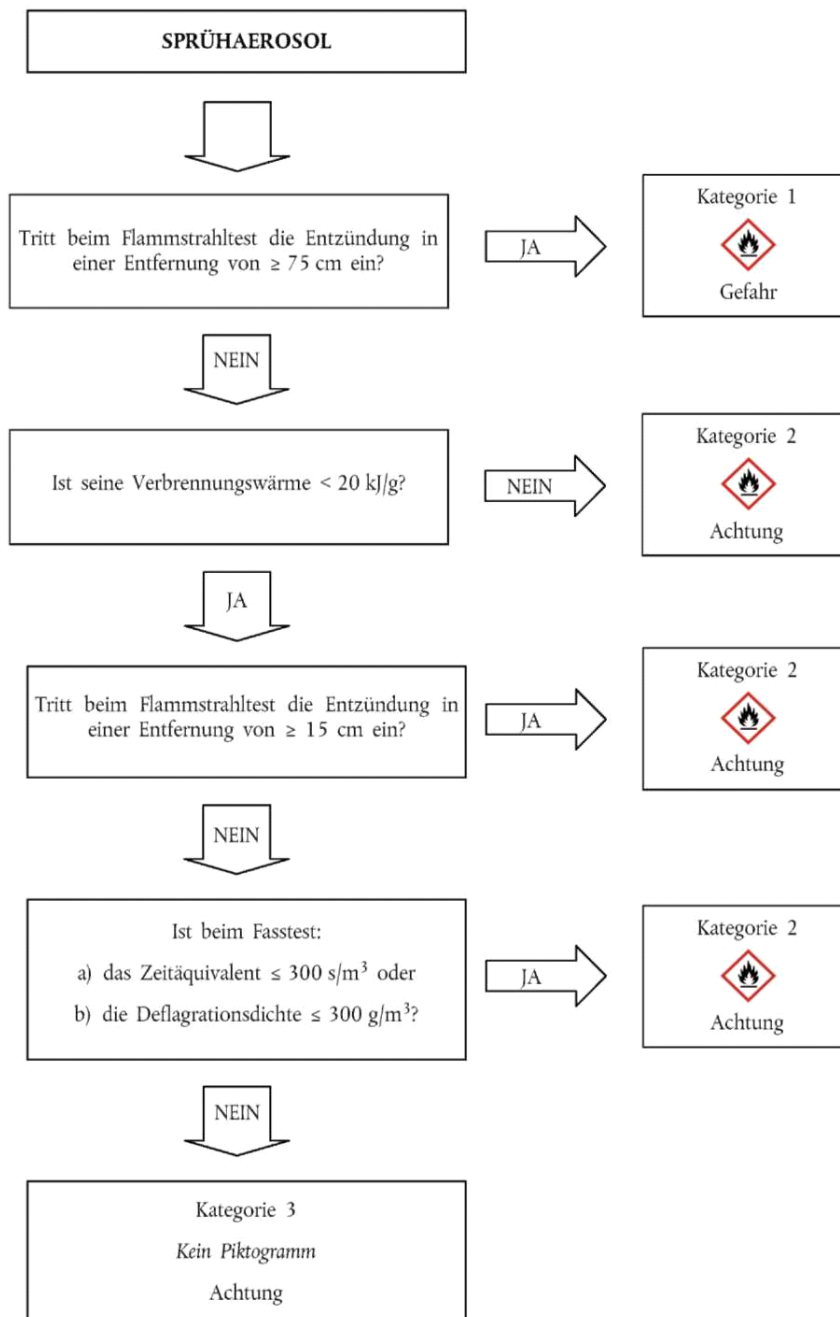 SPRÜHAEROSOL
Tritt beim Flammstrahltest die Entzündung in
einer Entfernung von ≥ 75 cm ein?
JA
Kategorie 1
Gefahr
NEIN
Ist seine Verbrennungswärme < 20 kJ/g?
NEIN
Kategorie 2
Achtung
JA
Tritt beim Flammstrahltest die Entzündung in
einer Entfernung von ≥ 15 cm ein?
JA
Kategorie 2
Achtung
NEIN
Ist beim Fasstest:
a) das Zeitäquivalent ≤ 300 s/m³ oder
b) die Deflagrationsdichte ≤ 300 g/m³?
JA
Kategorie 2
Achtung
NEIN
Kategorie 3
Kein Piktogramm
Achtung